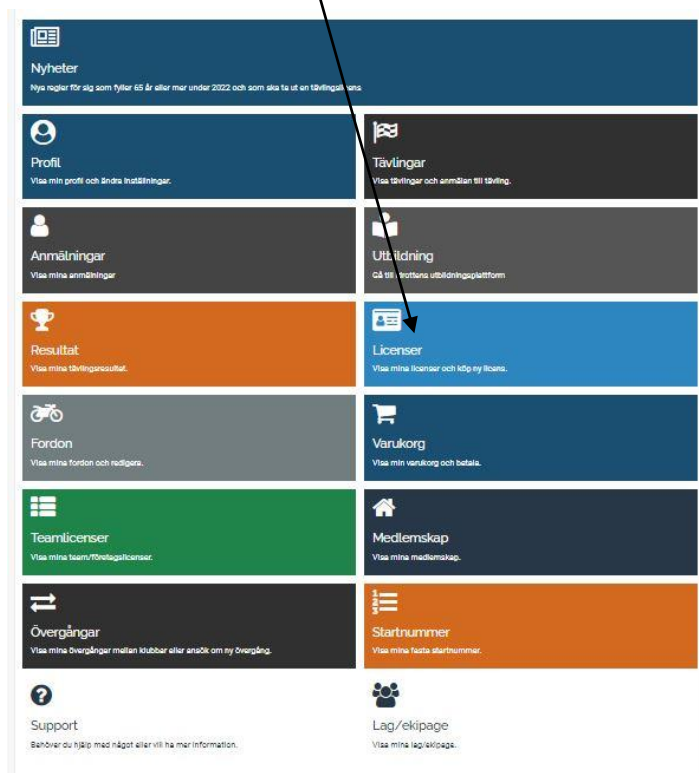 Nyheter
Nya regler för sig som fyller 65 år eller mer under 2022 och som ska ta ut en tävlingslicens
Profil
Visa min profil och ändra inställningar.
Tävlingar
Visa tävlingar och anmälan till tävling.
Anmälningar
Visa mina anmälningar
Utbildning
Gå till idrottens utbildningsplattform
Resultat
Visa mina tävlingsresultat.
Licenser
Visa mina licenser och köp ny licens.
Fordon
Visa mina fordon och redigera.
Varukorg
Visa min varukorg och betala.
Teamlicenser
Visa mina team/företagslicenser.
Medlemskap
Visa mina medlemskap.
Övergångar
Visa mina övergångar mellan klubbar eller ansök om ny övergång.
Startnummer
Visa mina fasta startnummer.
Support
Behöver du hjälp med något eller vill ha mer information.
Lag/ekipage
Visa mina lag/ekipage.